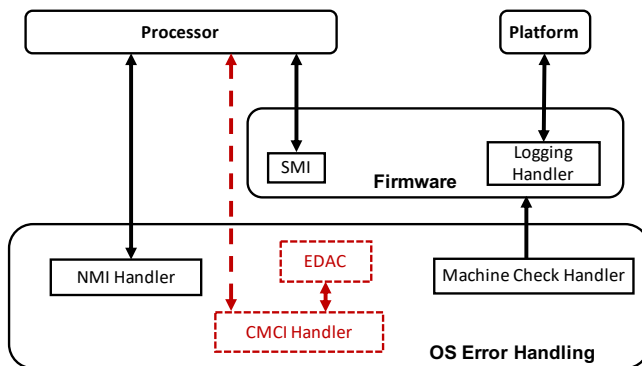 Processor
Platform
SMI
Logging
Handler
Firmware
NMI Handler
EDAC
Machine Check Handler
CMCI Handler
OS Error Handling